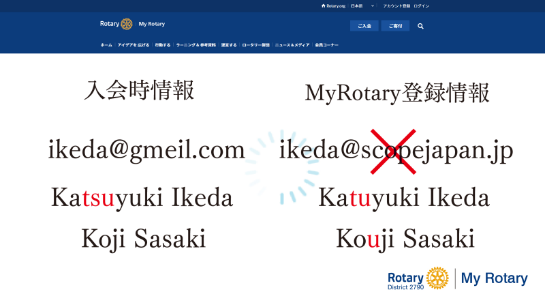 Rotary.org 日本語 アカウント登録 ログイン
Rotary My Rotary ご入会 ご寄付
ホーム アイデアを広げる 行動する ラーニング＆参考資料 運営する ロータリー財団 ニュース＆メディア 会員コーナー
入会時情報 MyRotary登録情報
ikeda@gmeil.com ikeda@scopejapan.jp
Katsuyuki Ikeda Katuyuki Ikeda
Koji Sasaki Kouji Sasaki
Rotary My Rotary
District 2790